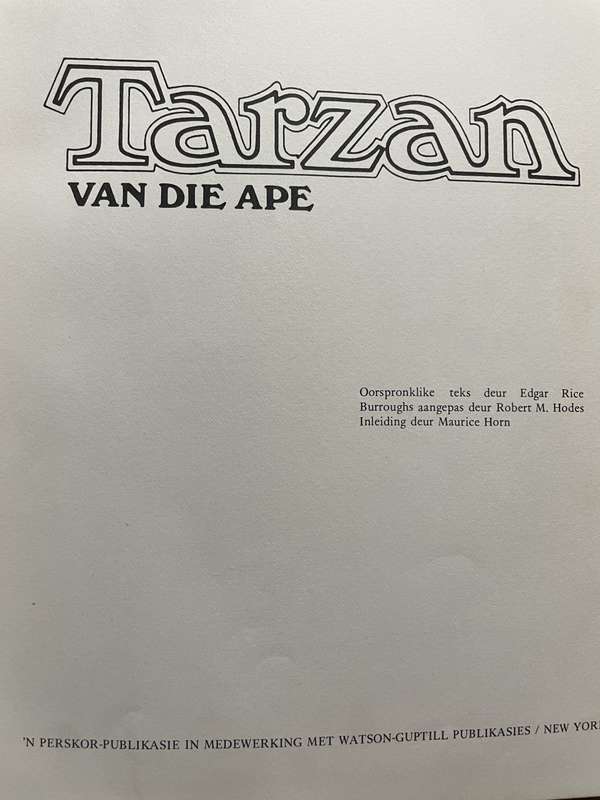 Tarzan
VAN DIE APE
Oorspronklike teks deur Edgar Rice
Burroughs aangepas deur Robert M. Hodes
Inleiding deur Maurice Horn
'N PERSKOR-PUBLIKASIE IN MEDEWERKING MET WATSON-GUPTILL PUBLIKASIES / NEW YORK